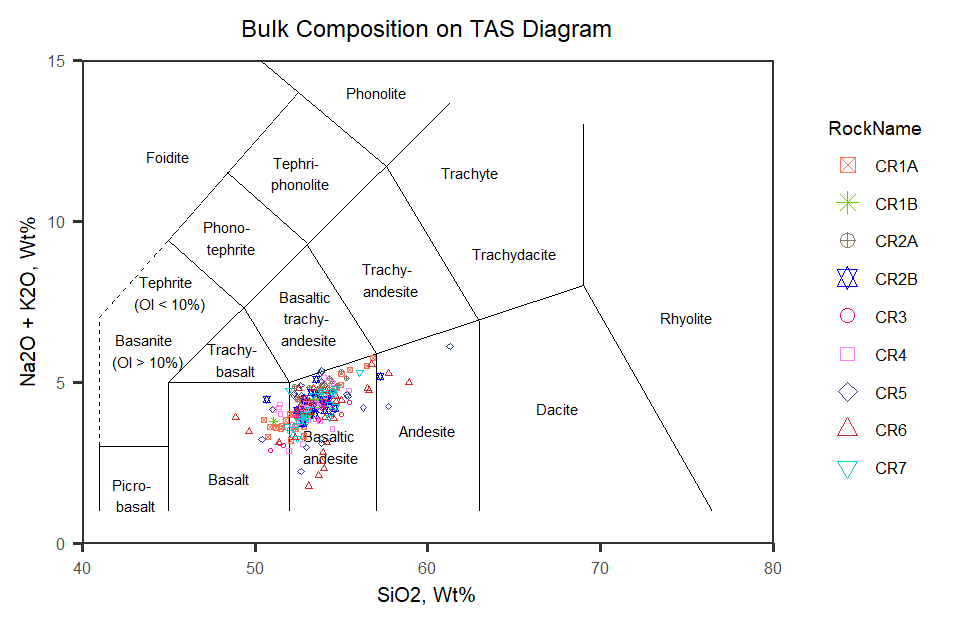 Bulk Composition on TAS Diagram
15
10
5
0
Na2O + K2O, Wt%
Phonolite
Foidite
Tephri-
phonolite
Trachyte
Phono-
tephrite
Trachydacite
Trachy-
andesite
Tephrite
(Ol < 10%)
Basaltic
trachy-
andesite
Rhyolite
Basanite
(Ol > 10%)
Trachy-
basalt
Dacite
Andesite
Basaltic
andesite
Basalt
Picro-
basalt
40
50
60
70
80
SiO2, Wt%
RockName
CR1A
CR1B
CR2A
CR2B
CR3
CR4
CR5
CR6
CR7